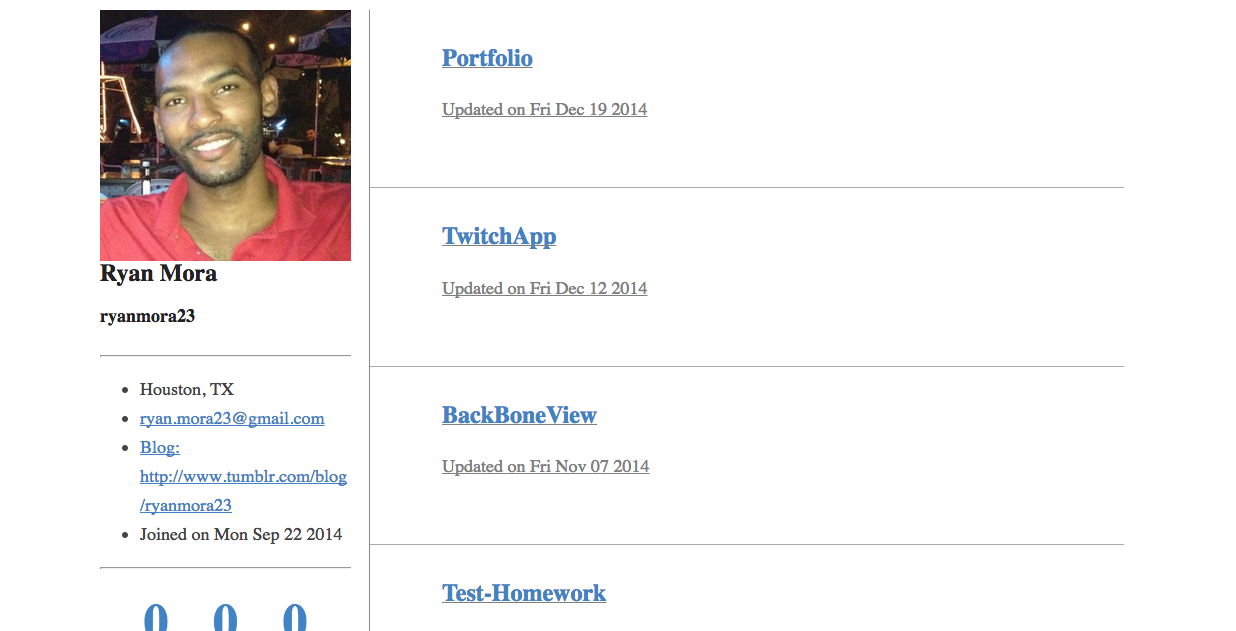 Ryan Mora
ryanmora23
Houston, TX
ryan.mora23@gmail.com
Blog:
http://www.tumblr.com/blog
/ryanmora23
Joined on Mon Sep 22 2014
0 0 0
Portfolio
Updated on Fri Dec 19 2014
TwitchApp
Updated on Fri Dec 12 2014
BackBoneView
Updated on Fri Nov 07 2014
Test-Homework